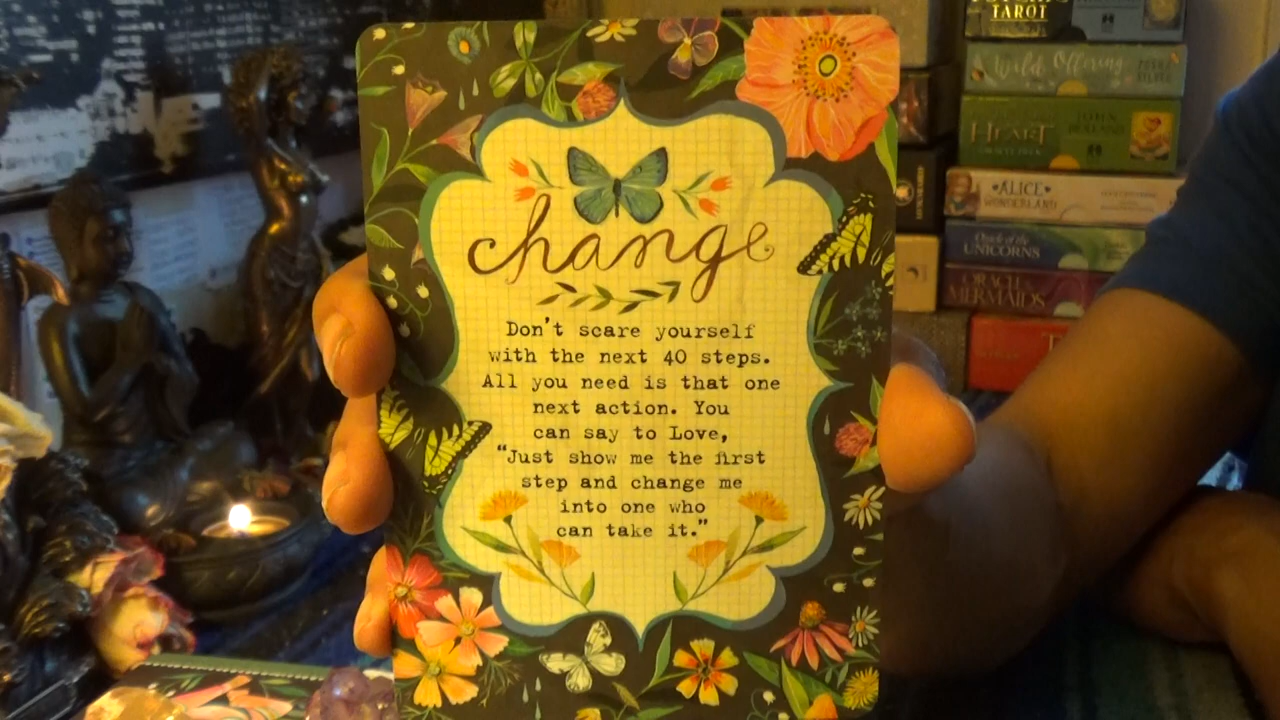 change
Don't scare yourself
with the next 40 steps.
All you need is that one
next action. You
can say to Love,
"Just show me the first
step and change me
into one who
can take it."
TAROT
Wild Offering
HEART
ALICE
WONDERLAND
Oracle of the
UNICORNS
ORACLE
MERMAIDS